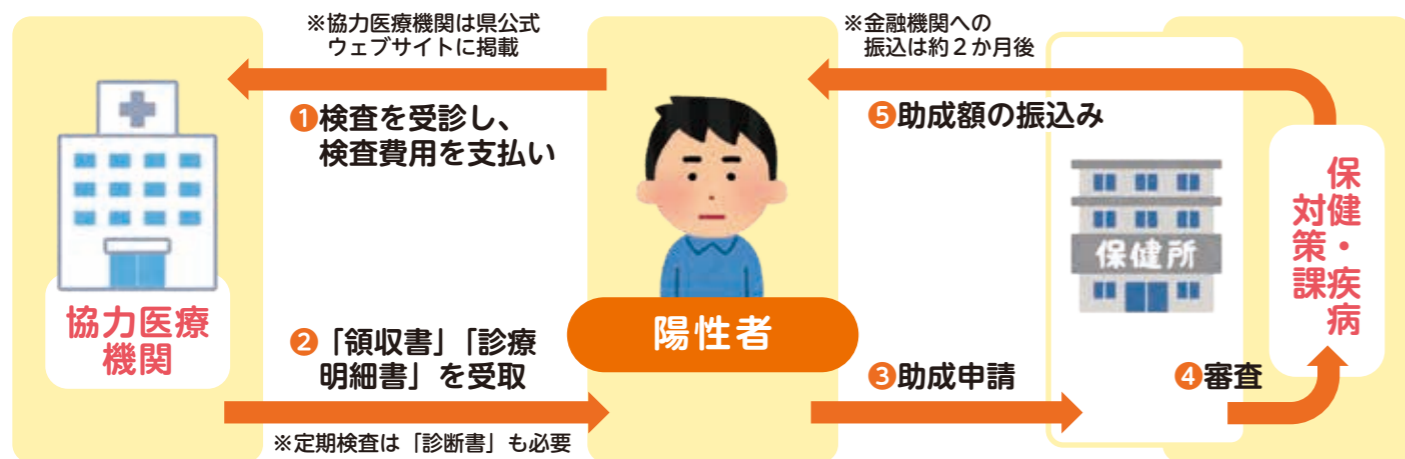 ※協力医療機関は県公式
ウェブサイトに掲載
❶検査を受診し、
検査費用を支払い
協力医療
機関
❷「領収書」「診療
明細書」を受取
※定期検査は「診断書」も必要
陽性者
❸助成申請
保健所
❹審査
保健・疾病
対策課
※金融機関への
振込は約2か月後
❺助成額の振込み